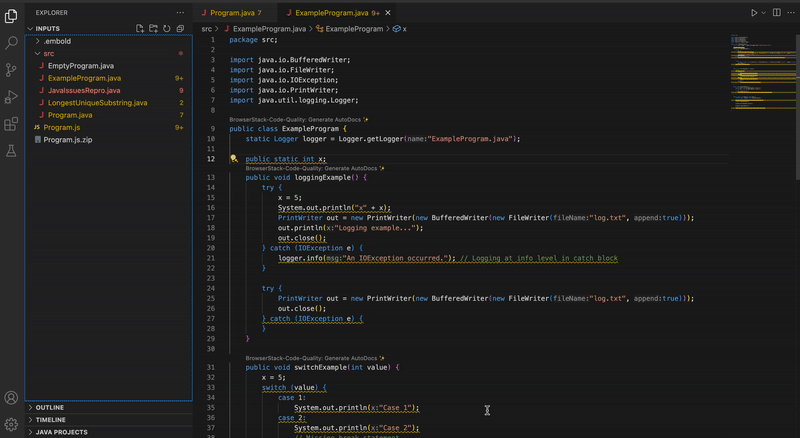 EXPLORER
···
INPUTS
.embold
src
EmptyProgram.java
ExampleProgram.java 9+
JavaIssuesRepro.java 9
LongestUniqueSubstring.java 2
Program.java 7
Program.js 9+
Program.js.zip
OUTLINE
TIMELINE
JAVA PROJECTS
J Program.java 7
J ExampleProgram.java 9+ ×
src > J ExampleProgram.java > ExampleProgram > x
1 package src;
2
3 import java.io.BufferedWriter;
4 import java.io.FileWriter;
5 import java.io.IOException;
6 import java.io.PrintWriter;
7 import java.util.logging.Logger;
8
BrowserStack-Code-Quality: Generate AutoDocs ✨
9 public class ExampleProgram {
10 static Logger logger = Logger.getLogger(name:"ExampleProgram.java");
11
12 public static int x;
BrowserStack-Code-Quality: Generate AutoDocs ✨
13 public void loggingExample() {
14 try {
15 x = 5;
16 System.out.println("x" + x);
17 PrintWriter out = new PrintWriter(new BufferedWriter(new FileWriter(fileName:"log.txt", append:true)));
18 out.println(x:"Logging example...");
19 out.close();
20 } catch (IOException e) {
21 logger.info(msg:"An IOException occurred."); // Logging at info level in catch block
22 }
23
24 try {
25 PrintWriter out = new PrintWriter(new BufferedWriter(new FileWriter(fileName:"log.txt", append:true)));
26 out.close();
27 } catch (IOException e) {
28 }
29 }
30
BrowserStack-Code-Quality: Generate AutoDocs ✨
31 public void switchExample(int value) {
32 x = 5;
33 switch (value) {
34 case 1:
35 System.out.println(x:"Case 1");
36 case 2:
37 System.out.println(x:"Case 2");
38 // Missing break statement